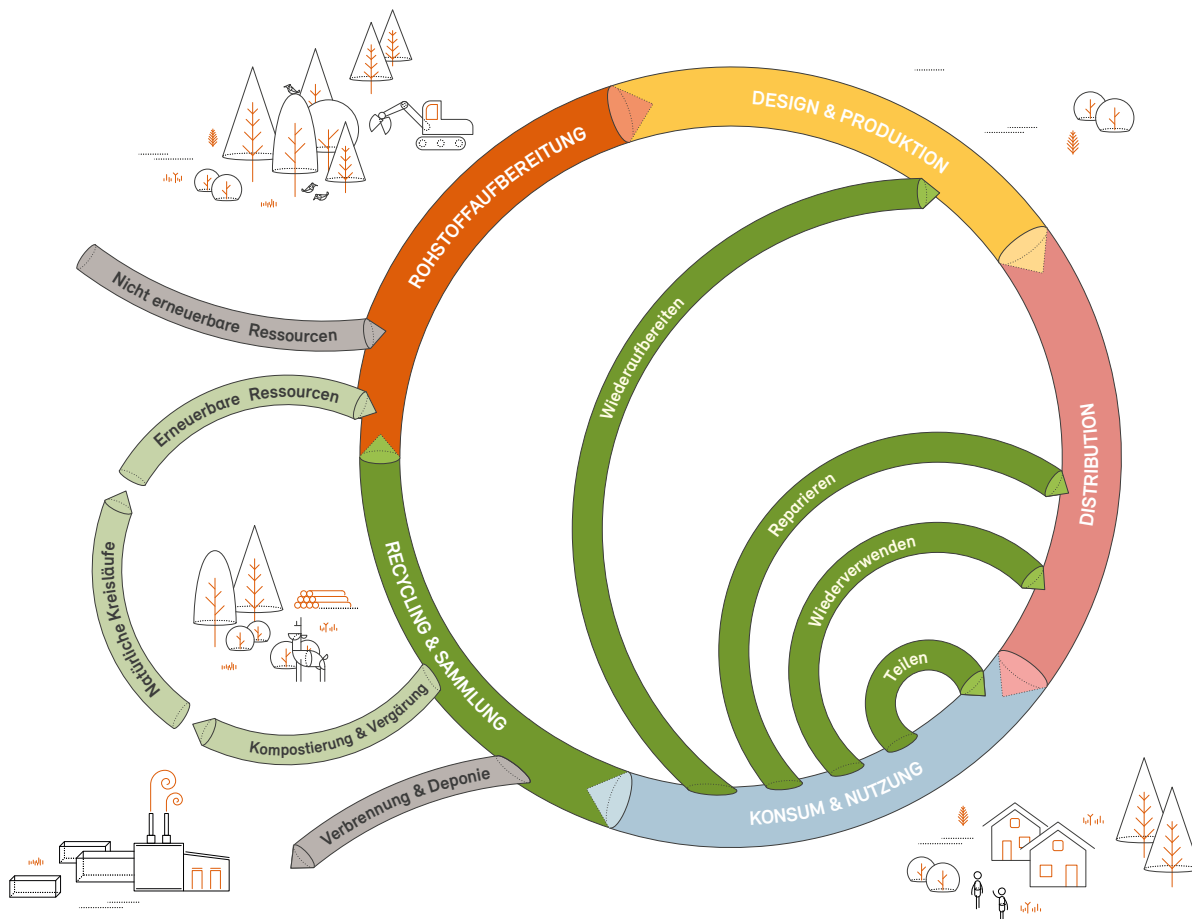 DESIGN & PRODUKTION
ROHSTOFFAUFBEREITUNG
Nicht erneuerbare Ressourcen
Wiederaufbereiten
Erneuerbare Ressourcen
DISTRIBUTION
Reparieren
Wiederverwenden
Natürliche Kreisläufe
RECYCLING & SAMMLUNG
Teilen
Kompostierung & Vergärung
Verbrennung & Deponie
KONSUM & NUTZUNG